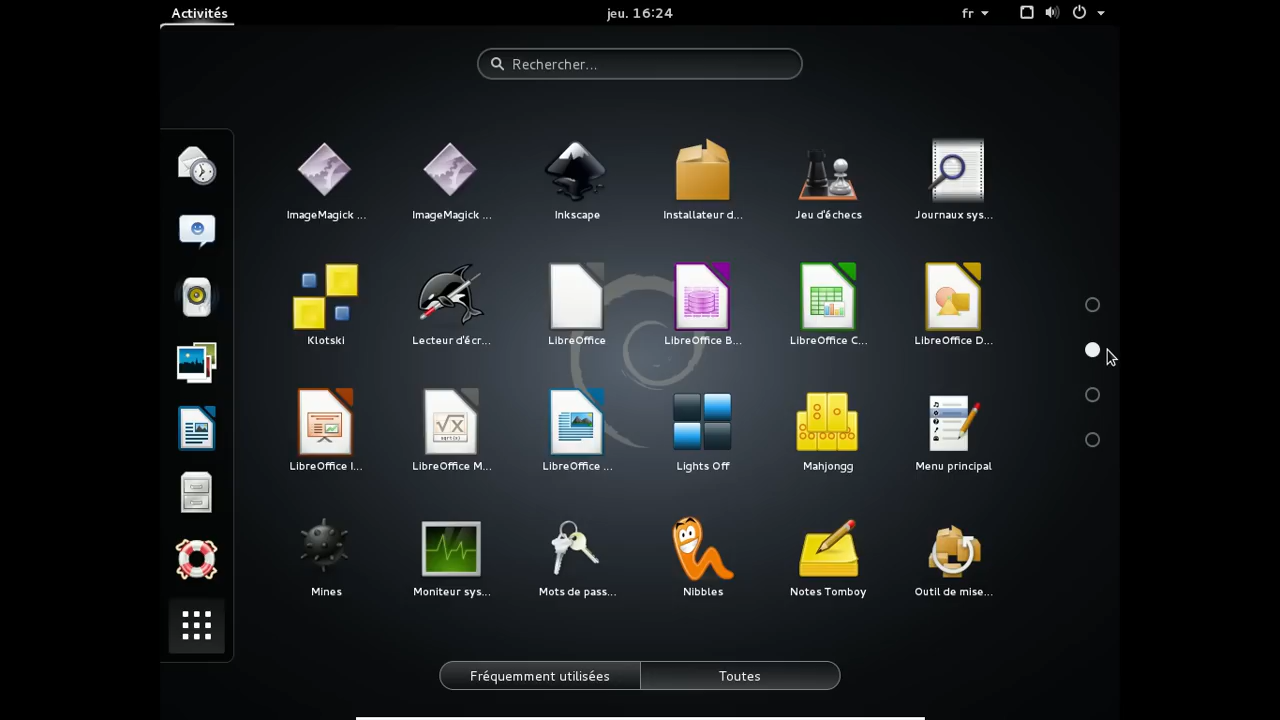 Activités
jeu. 16:24
fr
Rechercher...
ImageMagick ...
ImageMagick ...
Inkscape
Installateur d...
Jeu d'échecs
Journaux sys...
Klotski
Lecteur d'écr...
LibreOffice
LibreOffice B...
LibreOffice C...
LibreOffice D...
LibreOffice I...
LibreOffice M...
LibreOffice ...
Lights Off
Mahjongg
Menu principal
Mines
Moniteur sys...
Mots de pass...
Nibbles
Notes Tomboy
Outil de mise...
Fréquemment utilisées
Toutes